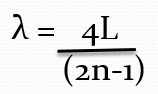 λ = 4L
(2n-1)